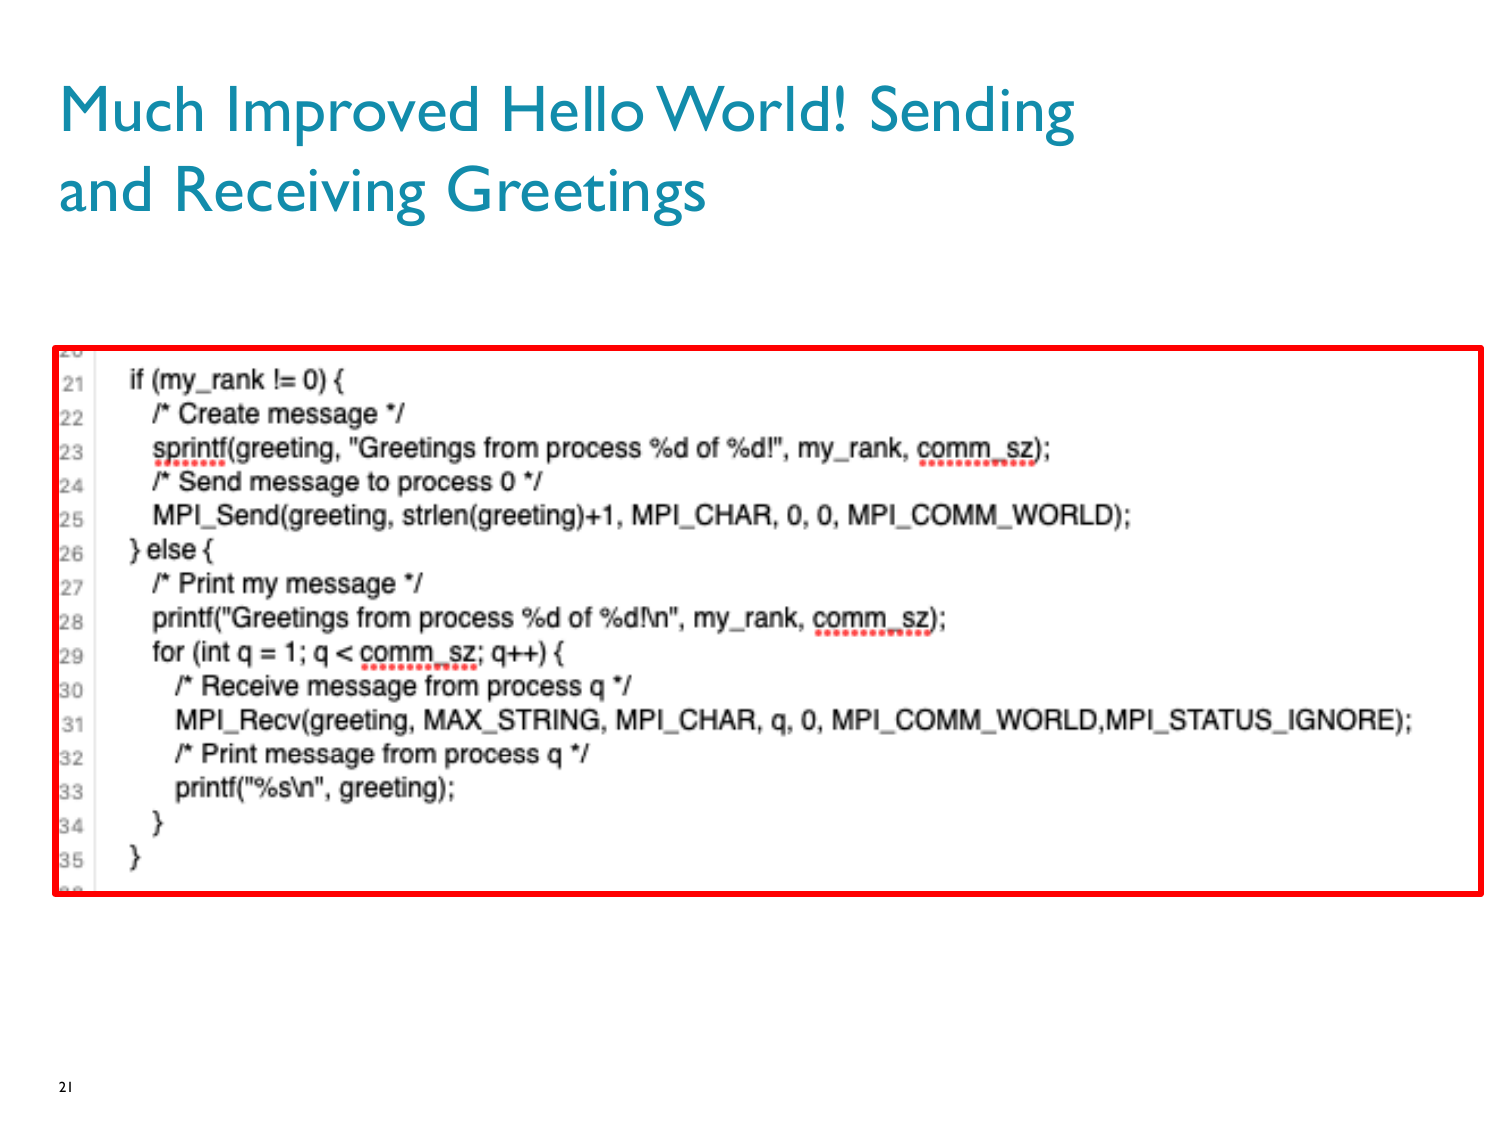 Much Improved Hello World! Sending
and Receiving Greetings
21 if (my_rank != 0) {
22 /* Create message */
23 sprintf(greeting, "Greetings from process %d of %d!", my_rank, comm_sz);
24 /* Send message to process 0 */
25 MPI_Send(greeting, strlen(greeting)+1, MPI_CHAR, 0, 0, MPI_COMM_WORLD);
26 } else {
27 /* Print my message */
28 printf("Greetings from process %d of %d!\n", my_rank, comm_sz);
29 for (int q = 1; q < comm_sz; q++) {
30 /* Receive message from process q */
31 MPI_Recv(greeting, MAX_STRING, MPI_CHAR, q, 0, MPI_COMM_WORLD,MPI_STATUS_IGNORE);
32 /* Print message from process q */
33 printf("%s\n", greeting);
34 }
35 }
21